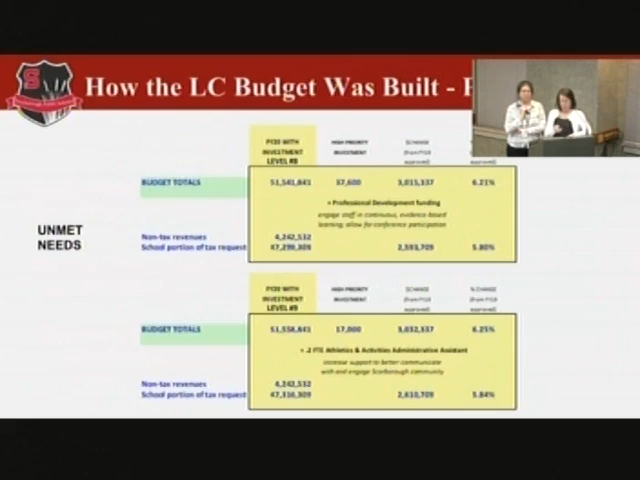 How the LC Budget Was Built -
S
FY20 WITH INVESTMENT LEVEL #8 HIGH PRIORITY INVESTMENT $CHANGE (from FY19 approved)
BUDGET TOTALS 51,541,841 37,600 3,015,337 6.21%
+ Professional Development funding
engage staff in continuous, evidence-based
learning; allow for conference participation
UNMET
NEEDS
Non-tax revenues 4,242,532
School portion of tax request 47,299,309 2,593,709 5.80%
FY20 WITH INVESTMENT LEVEL #9 HIGH PRIORITY INVESTMENT $CHANGE (from FY19 approved) % CHANGE (from FY19 approved)
BUDGET TOTALS 51,558,841 17,000 3,032,337 6.25%
+ .2 FTE Athletics & Activities Administrative Assistant
increase support to better communicate
with and engage Scarborough community
Non-tax revenues 4,242,532
School portion of tax request 47,316,309 2,610,709 5.84%